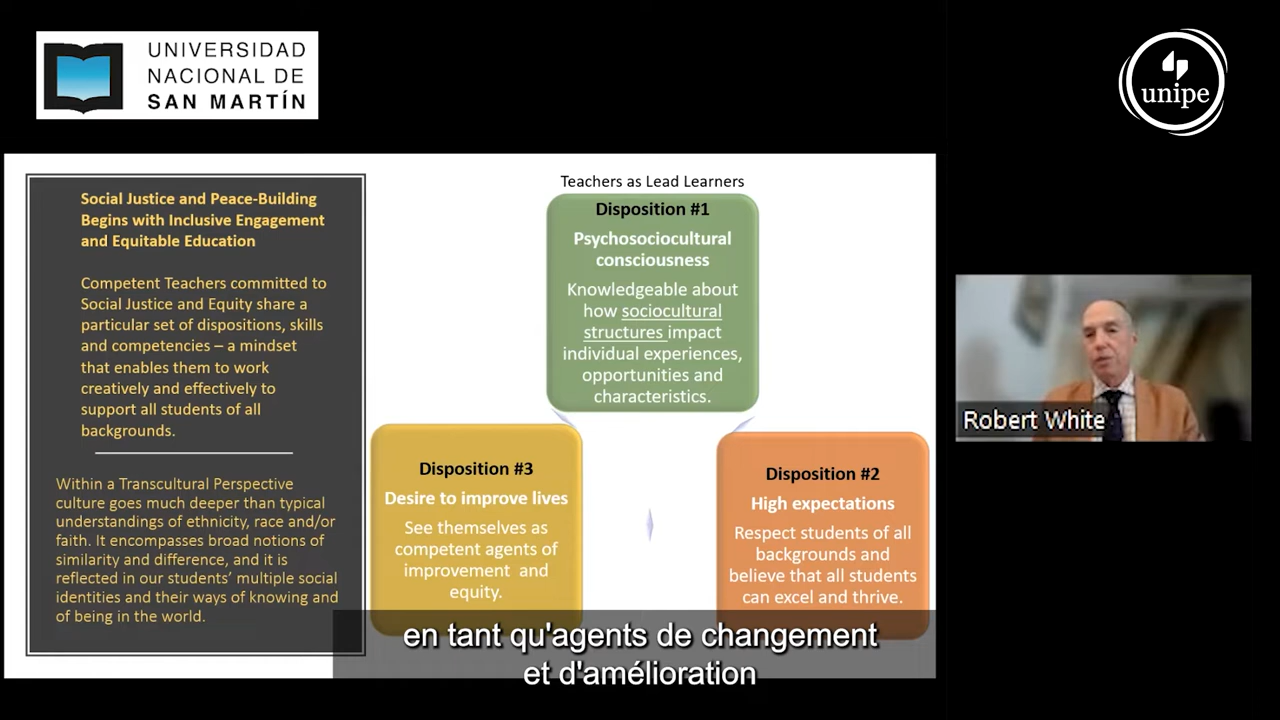 UNIVERSIDAD
NACIONAL DE
SAN MARTÍN
unipe
Social Justice and Peace-Building
Begins with Inclusive Engagement
and Equitable Education
Competent Teachers committed to
Social Justice and Equity share a
particular set of dispositions, skills
and competencies – a mindset
that enables them to work
creatively and effectively to
support all students of all
backgrounds.
Within a Transcultural Perspective
culture goes much deeper than typical
understandings of ethnicity, race and/or
faith. It encompasses broad notions of
similarity and difference, and it is
reflected in our students’ multiple social
identities and their ways of knowing and
of being in the world.
Teachers as Lead Learners
Disposition #1
Psychosociocultural
consciousness
Knowledgeable about
how sociocultural
structures impact
individual experiences,
opportunities and
characteristics.
Disposition #3
Desire to improve lives
See themselves as
competent agents of
improvement and
equity.
Disposition #2
High expectations
Respect students of all
backgrounds and
believe that all students
can excel and thrive.
Robert White
en tant qu'agents de changement
et d'amélioration